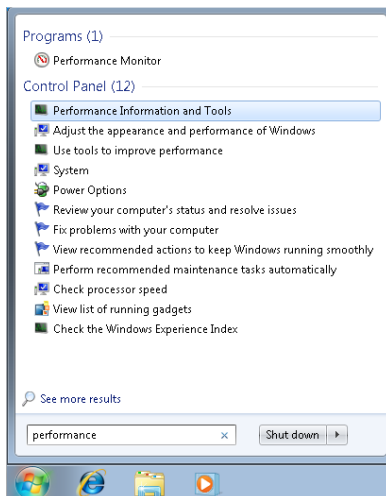 Programs (1)
Performance Monitor
Control Panel (12)
Performance Information and Tools
Adjust the appearance and performance of Windows
Use tools to improve performance
System
Power Options
Review your computer's status and resolve issues
Fix problems with your computer
View recommended actions to keep Windows running smoothly
Perform recommended maintenance tasks automatically
Check processor speed
View list of running gadgets
Check the Windows Experience Index
See more results
performance
Shut down